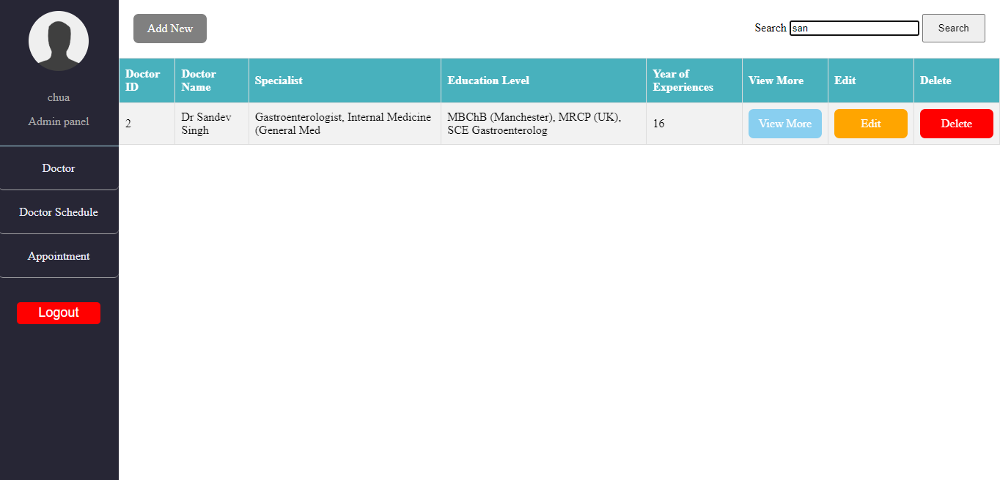 chua
Admin panel
Doctor
Doctor Schedule
Appointment
Logout
Add New
Search san Search
Doctor ID Doctor Name Specialist Education Level Year of Experiences View More Edit Delete
2 Dr Sandev Singh Gastroenterologist, Internal Medicine (General Med MBChB (Manchester), MRCP (UK), SCE Gastroenterolog 16 View More Edit Delete